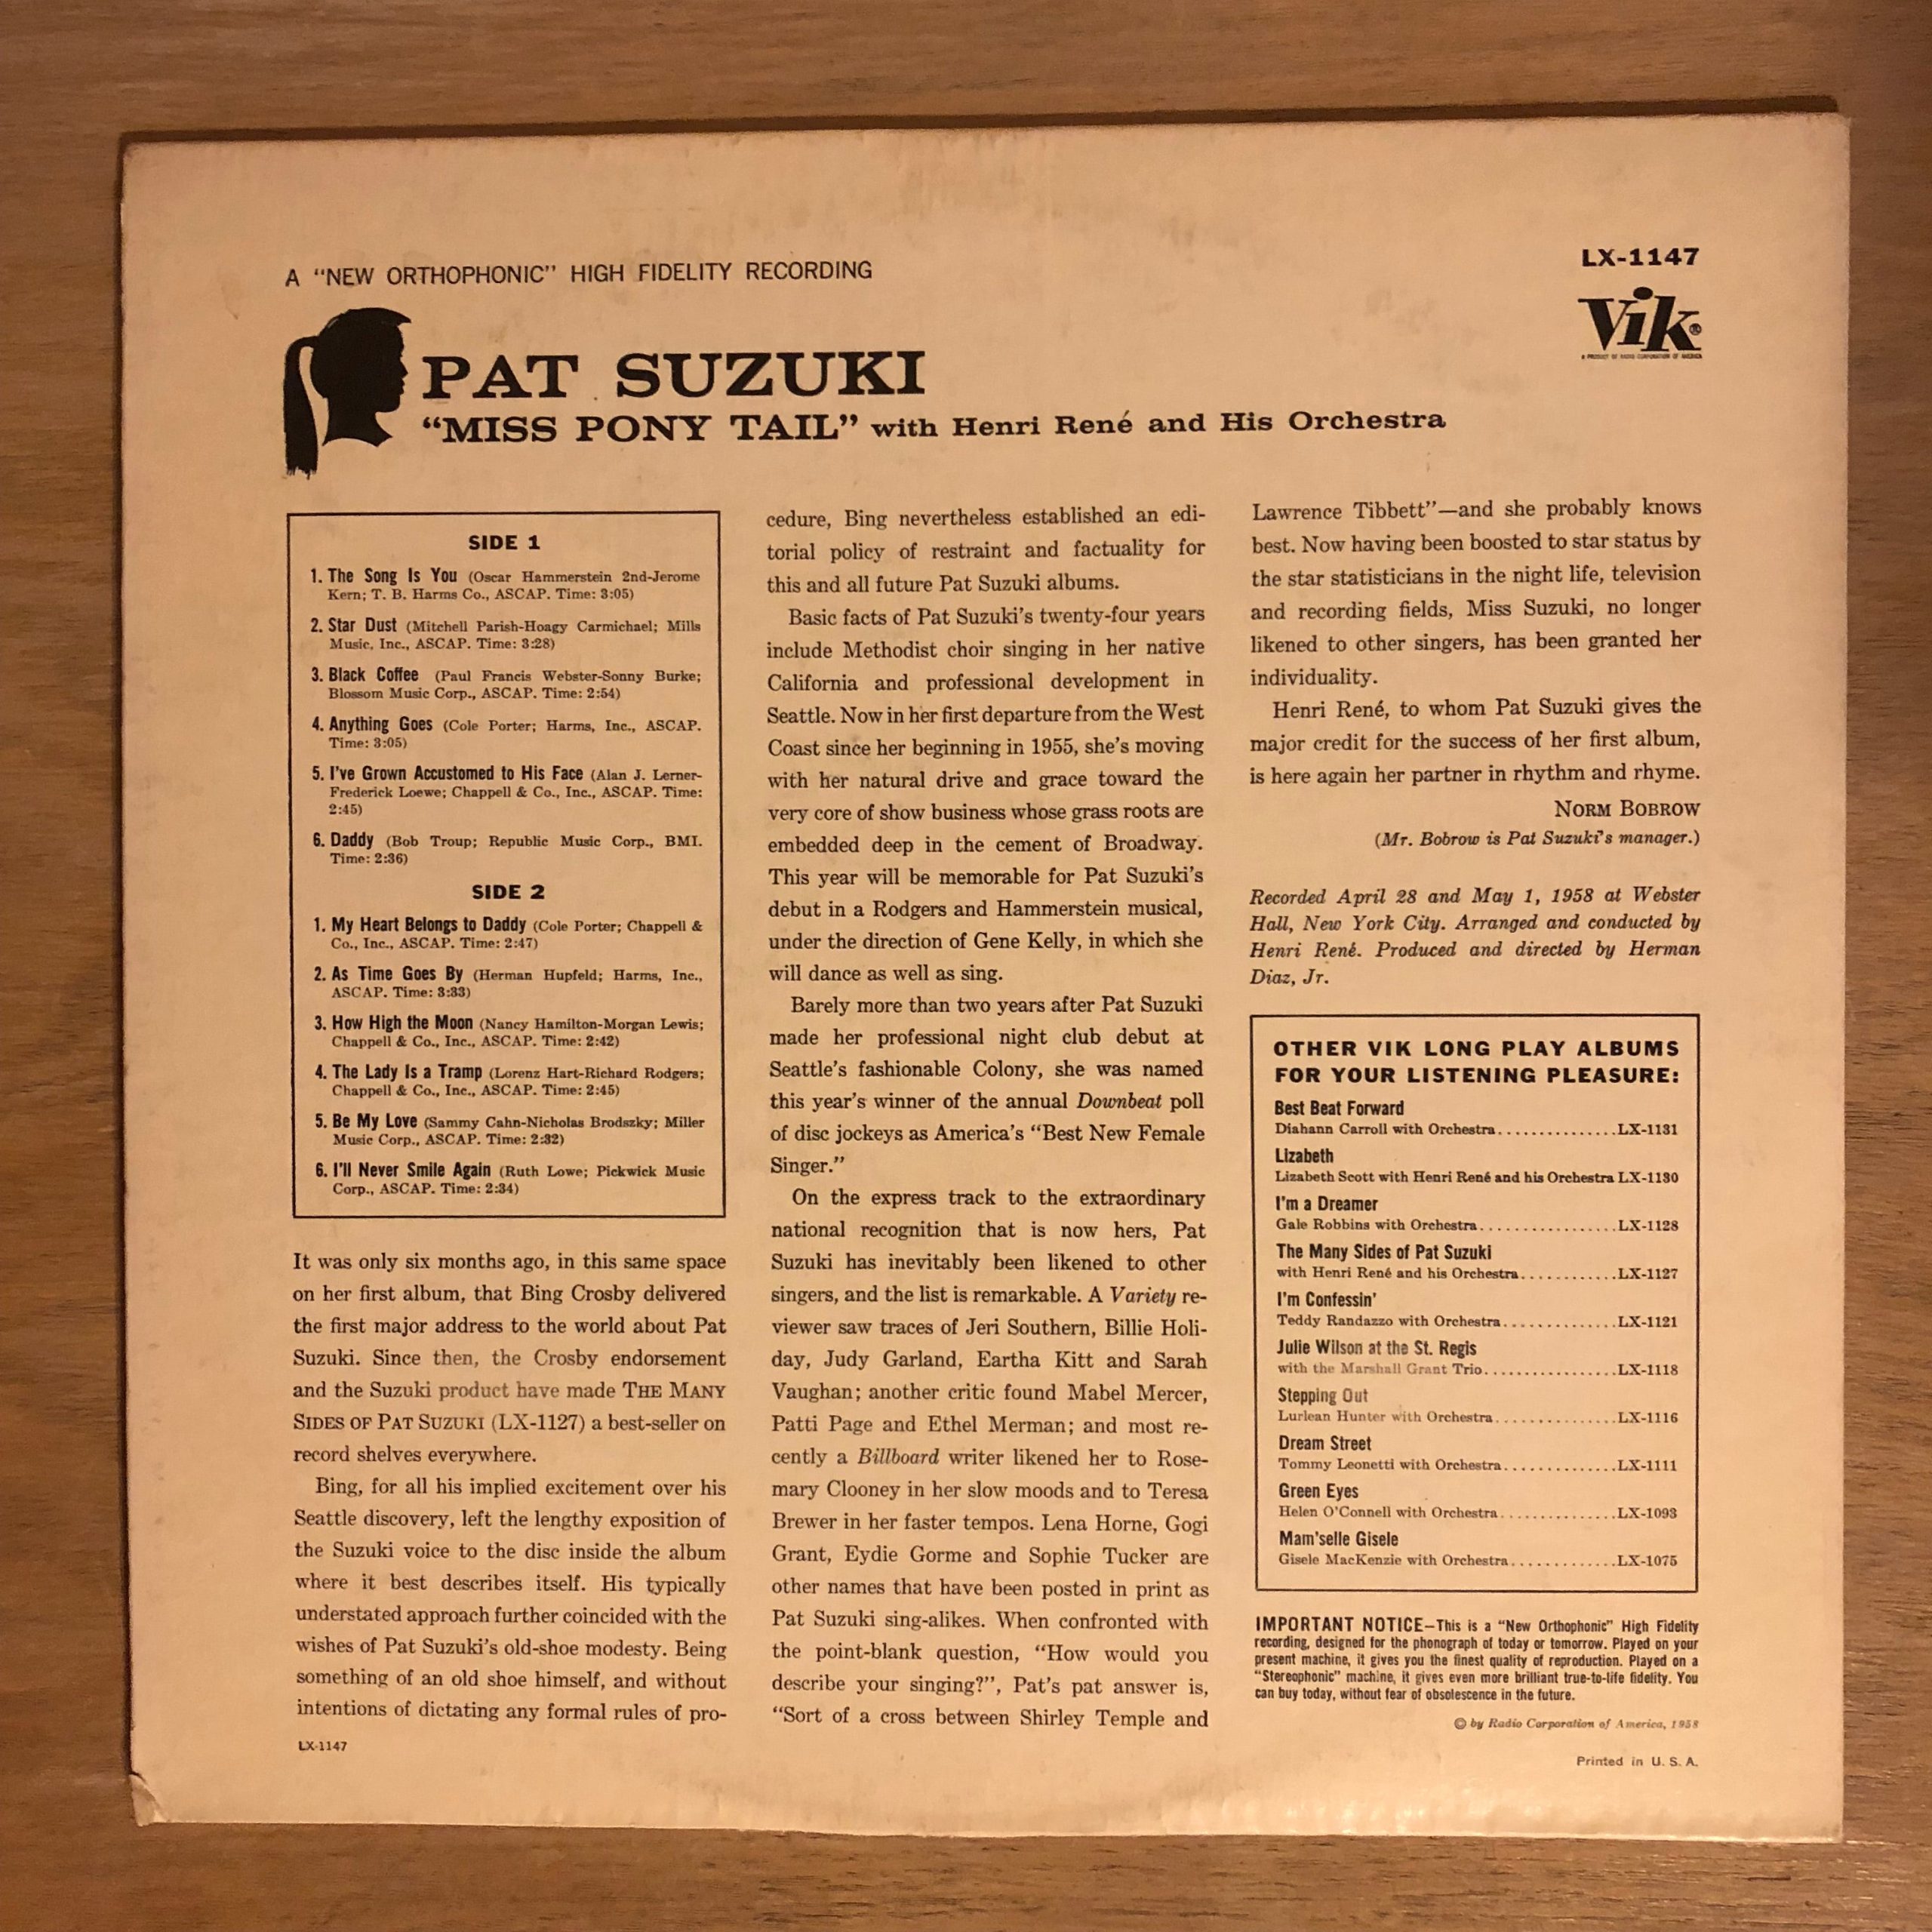 A “NEW ORTHOPHONIC” HIGH FIDELITY RECORDING
LX-1147
Vik®
A PRODUCT OF RADIO CORPORATION OF AMERICA
PAT SUZUKI
“MISS PONY TAIL” with Henri René and His Orchestra
SIDE 1
1. The Song Is You (Oscar Hammerstein 2nd-Jerome
Kern; T. B. Harms Co., ASCAP. Time: 3:05)
2. Star Dust (Mitchell Parish-Hoagy Carmichael; Mills
Music, Inc., ASCAP. Time: 3:28)
3. Black Coffee (Paul Francis Webster-Sonny Burke;
Blossom Music Corp., ASCAP. Time: 2:54)
4. Anything Goes (Cole Porter; Harms, Inc., ASCAP.
Time: 3:05)
5. I've Grown Accustomed to His Face (Alan J. Lerner-
Frederick Loewe; Chappell & Co., Inc., ASCAP. Time:
2:45)
6. Daddy (Bob Troup; Republic Music Corp., BMI.
Time: 2:36)
SIDE 2
1. My Heart Belongs to Daddy (Cole Porter; Chappell &
Co., Inc., ASCAP. Time: 2:47)
2. As Time Goes By (Herman Hupfeld; Harms, Inc.,
ASCAP. Time: 3:33)
3. How High the Moon (Nancy Hamilton-Morgan Lewis;
Chappell & Co., Inc., ASCAP. Time: 2:42)
4. The Lady Is a Tramp (Lorenz Hart-Richard Rodgers;
Chappell & Co., Inc., ASCAP. Time: 2:45)
5. Be My Love (Sammy Cahn-Nicholas Brodszky; Miller
Music Corp., ASCAP. Time: 2:32)
6. I'll Never Smile Again (Ruth Lowe; Pickwick Music
Corp., ASCAP. Time: 2:34)
It was only six months ago, in this same space
on her first album, that Bing Crosby delivered
the first major address to the world about Pat
Suzuki. Since then, the Crosby endorsement
and the Suzuki product have made THE MANY
SIDES OF PAT SUZUKI (LX-1127) a best-seller on
record shelves everywhere.
Bing, for all his implied excitement over his
Seattle discovery, left the lengthy exposition of
the Suzuki voice to the disc inside the album
where it best describes itself. His typically
understated approach further coincided with the
wishes of Pat Suzuki's old-shoe modesty. Being
something of an old shoe himself, and without
intentions of dictating any formal rules of pro-
LX-1147
cedure, Bing nevertheless established an edi-
torial policy of restraint and factuality for
this and all future Pat Suzuki albums.
Basic facts of Pat Suzuki's twenty-four years
include Methodist choir singing in her native
California and professional development in
Seattle. Now in her first departure from the West
Coast since her beginning in 1955, she's moving
with her natural drive and grace toward the
very core of show business whose grass roots are
embedded deep in the cement of Broadway.
This year will be memorable for Pat Suzuki's
debut in a Rodgers and Hammerstein musical,
under the direction of Gene Kelly, in which she
will dance as well as sing.
Barely more than two years after Pat Suzuki
made her professional night club debut at
Seattle's fashionable Colony, she was named
this year's winner of the annual Downbeat poll
of disc jockeys as America's “Best New Female
Singer.”
On the express track to the extraordinary
national recognition that is now hers, Pat
Suzuki has inevitably been likened to other
singers, and the list is remarkable. A Variety re-
viewer saw traces of Jeri Southern, Billie Holi-
day, Judy Garland, Eartha Kitt and Sarah
Vaughan; another critic found Mabel Mercer,
Patti Page and Ethel Merman; and most re-
cently a Billboard writer likened her to Rose-
mary Clooney in her slow moods and to Teresa
Brewer in her faster tempos. Lena Horne, Gogi
Grant, Eydie Gorme and Sophie Tucker are
other names that have been posted in print as
Pat Suzuki sing-alikes. When confronted with
the point-blank question, “How would you
describe your singing?”, Pat's pat answer is,
“Sort of a cross between Shirley Temple and
Lawrence Tibbett”—and she probably knows
best. Now having been boosted to star status by
the star statisticians in the night life, television
and recording fields, Miss Suzuki, no longer
likened to other singers, has been granted her
individuality.
Henri René, to whom Pat Suzuki gives the
major credit for the success of her first album,
is here again her partner in rhythm and rhyme.
NORM BOBROW
(Mr. Bobrow is Pat Suzuki's manager.)
Recorded April 28 and May 1, 1958 at Webster
Hall, New York City. Arranged and conducted by
Henri René. Produced and directed by Herman
Diaz, Jr.
OTHER VIK LONG PLAY ALBUMS
FOR YOUR LISTENING PLEASURE:
Best Beat Forward
Diahann Carroll with Orchestra...............LX-1131
Lizabeth
Lizabeth Scott with Henri René and his Orchestra LX-1130
I'm a Dreamer
Gale Robbins with Orchestra.................LX-1128
The Many Sides of Pat Suzuki
with Henri René and his Orchestra............LX-1127
I'm Confessin'
Teddy Randazzo with Orchestra..............LX-1121
Julie Wilson at the St. Regis
with the Marshall Grant Trio.................LX-1118
Stepping Out
Lurlean Hunter with Orchestra...............LX-1116
Dream Street
Tommy Leonetti with Orchestra..............LX-1111
Green Eyes
Helen O'Connell with Orchestra..............LX-1093
Mam'selle Gisele
Gisele MacKenzie with Orchestra.............LX-1075
IMPORTANT NOTICE—This is a “New Orthophonic” High Fidelity
recording, designed for the phonograph of today or tomorrow. Played on your
present machine, it gives you the finest quality of reproduction. Played on a
“Stereophonic” machine, it gives even more brilliant true-to-life fidelity. You
can buy today, without fear of obsolescence in the future.
© by Radio Corporation of America, 1958
Printed in U. S. A.